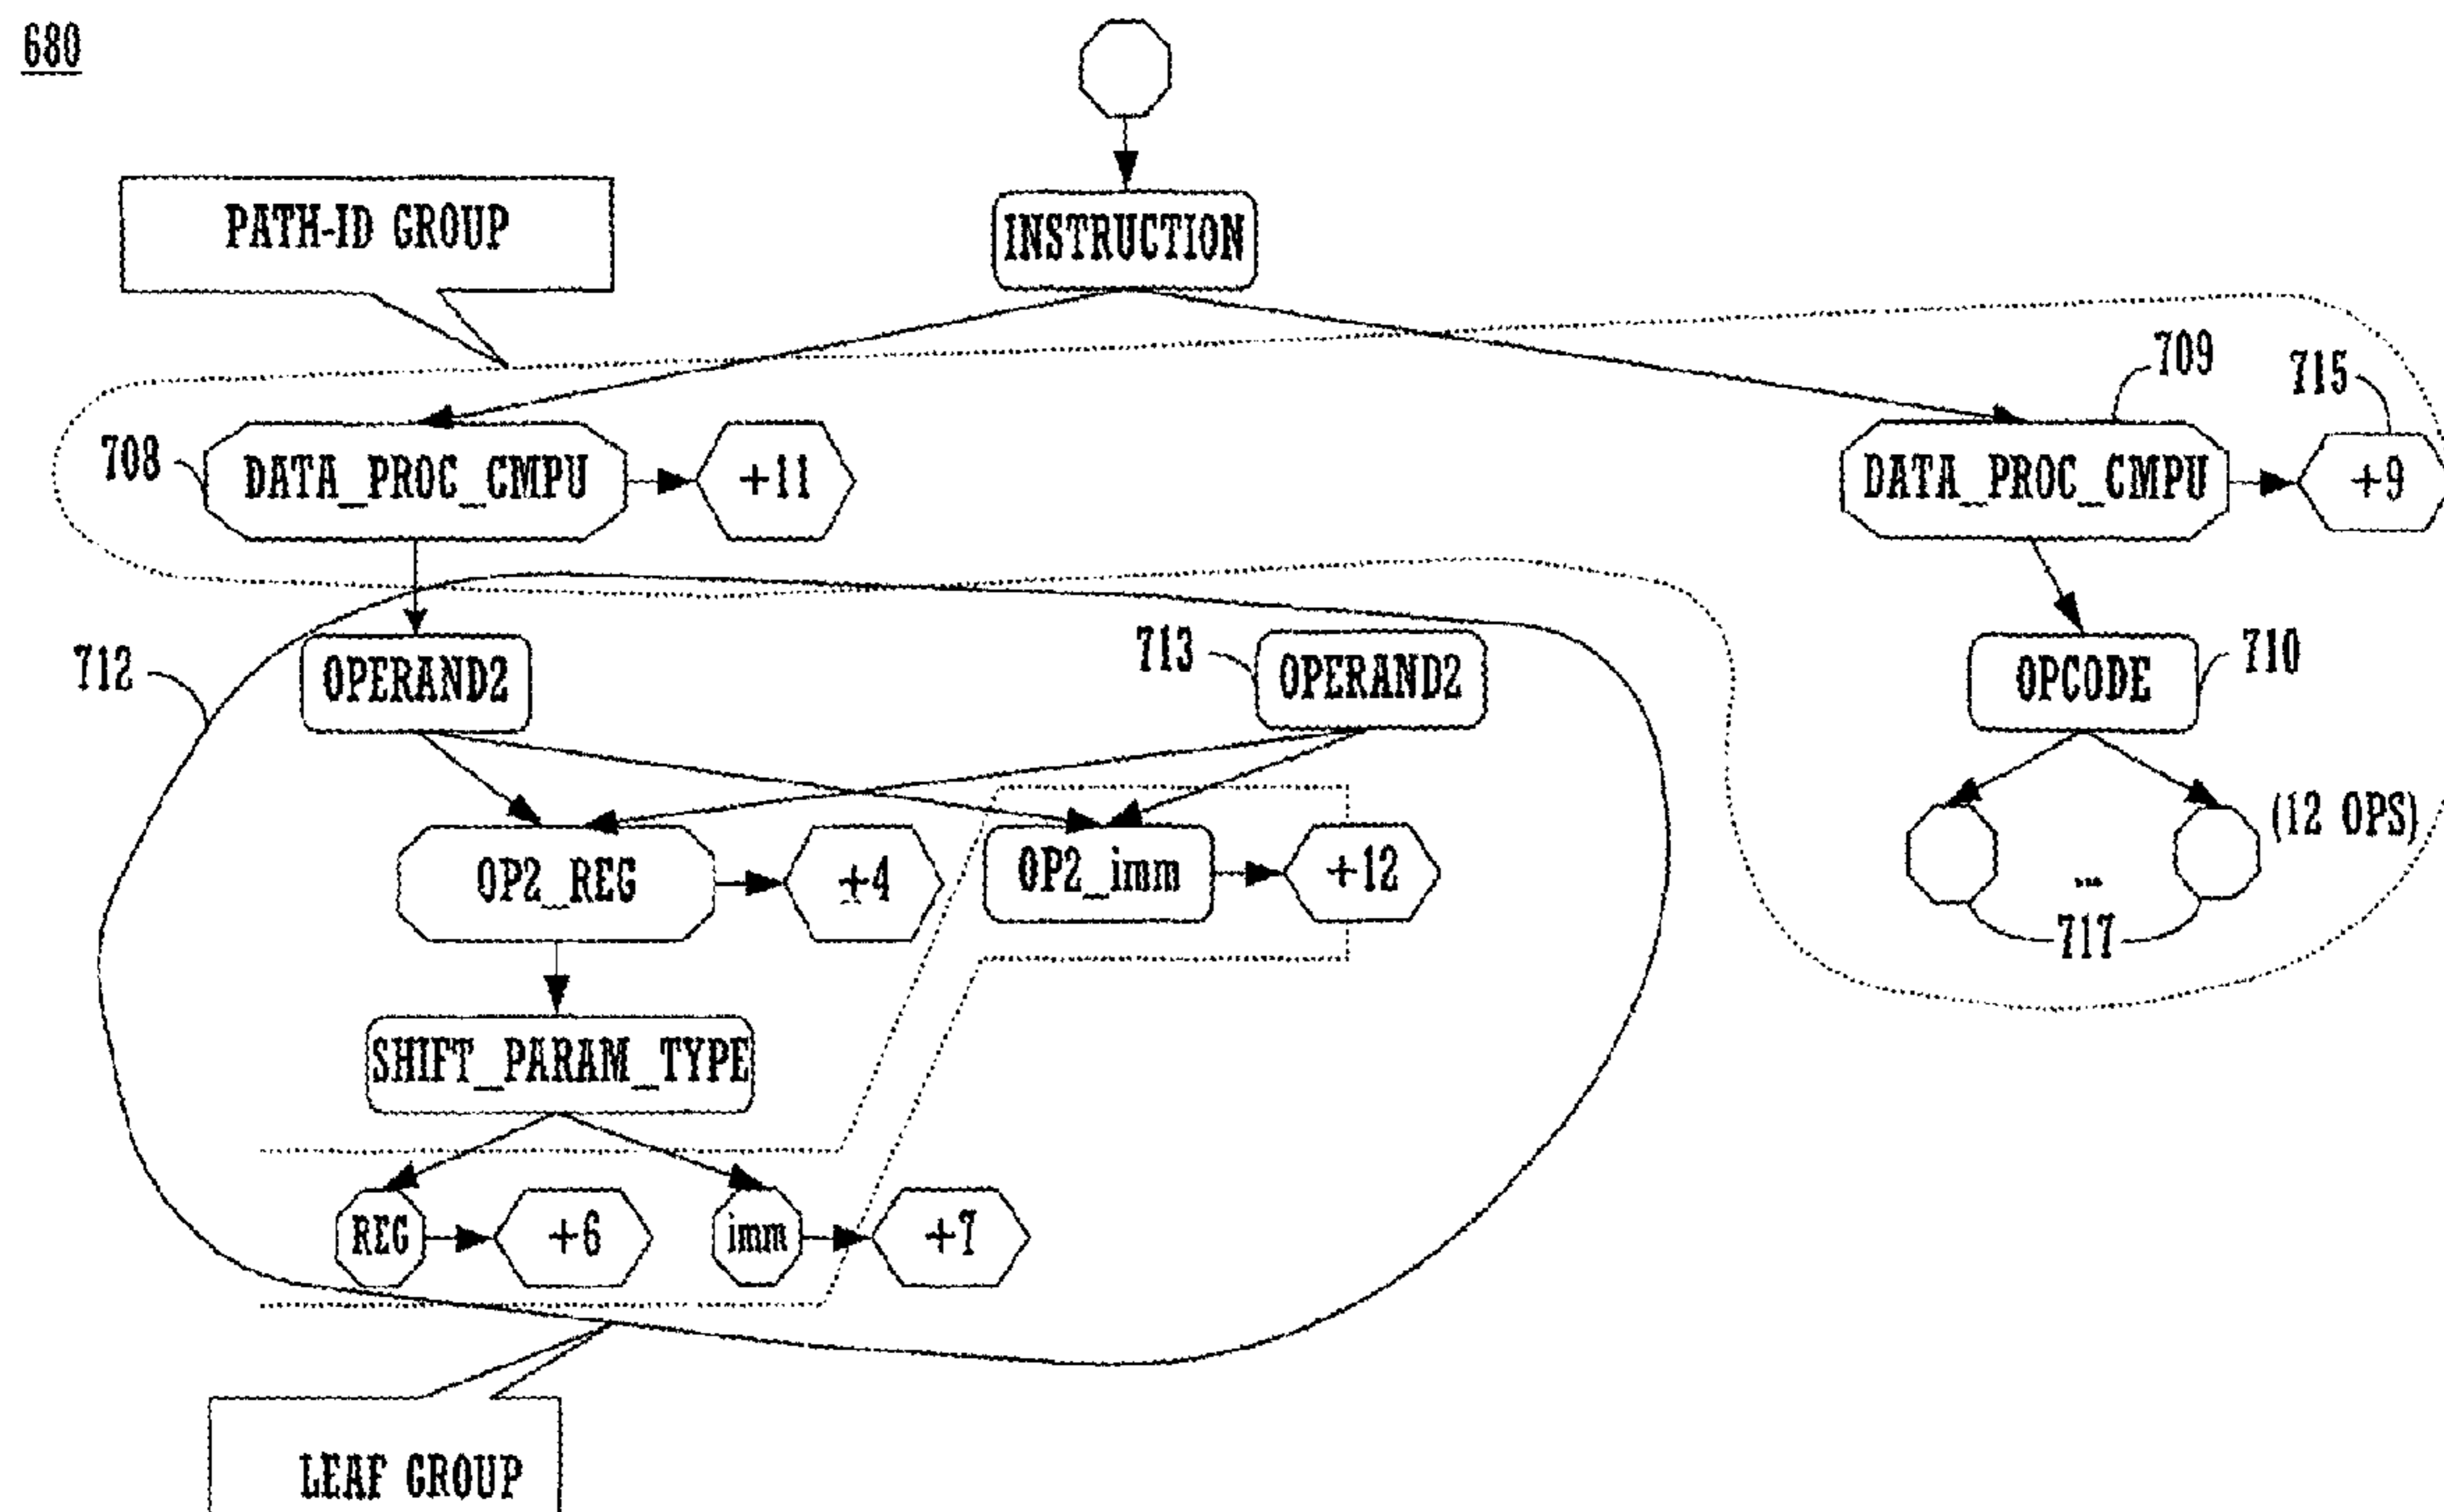 680
PATH-ID GROUP
INSTRUCTION
709
715
708
DATA_PROC_CMPU
+11
DATA_PROC_CMPU
+9
712
OPERAND2
713
OPERAND2
OPCODE
710
OP2_REG
+4
OP2_imm
+12
(12 OPS)
...
717
SHIFT_PARAM_TYPE
REG
+6
imm
+7
LEAF GROUP